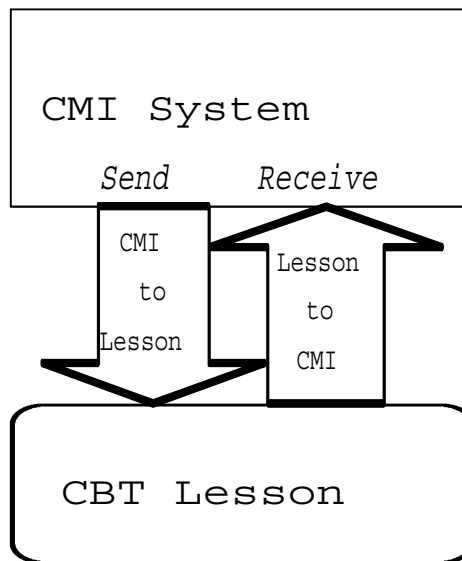 CMI System
Send Receive
CMI
to
Lesson
Lesson
to
CMI
CBT Lesson